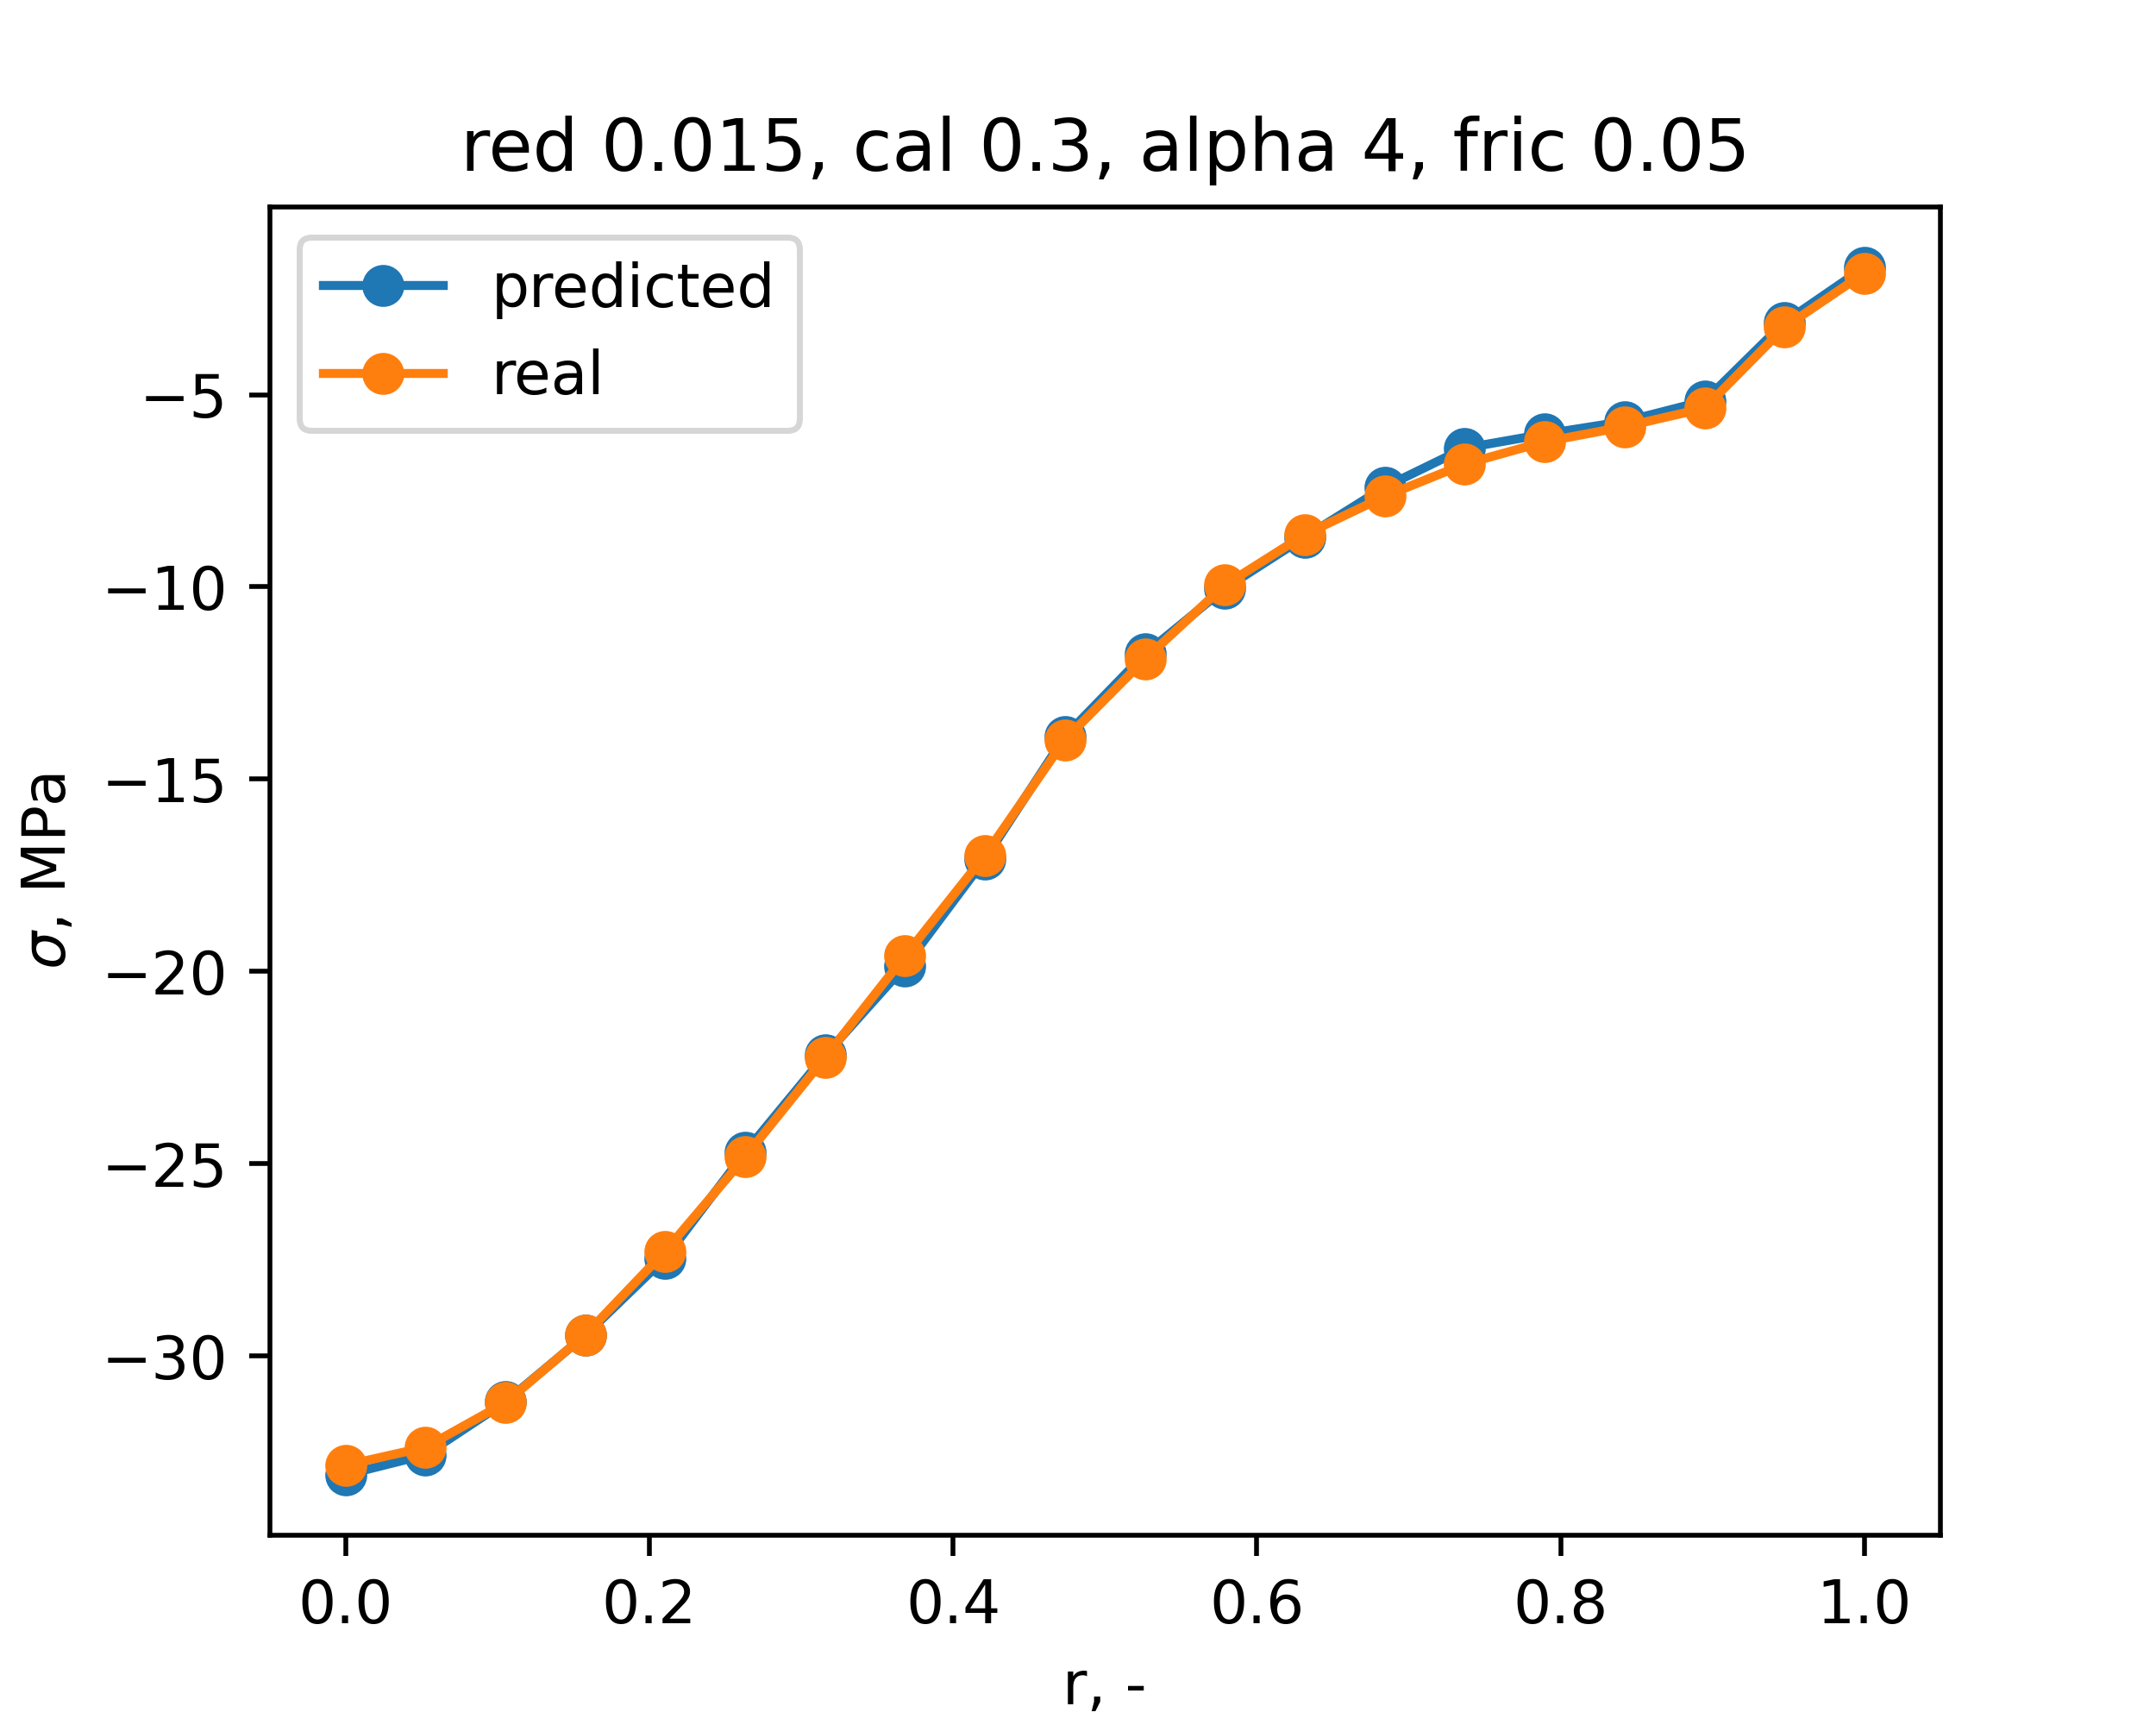 red 0.015, cal 0.3, alpha 4, fric 0.05
predicted
real
−5
−10
−15
−20
−25
−30
σ, MPa
0.0 0.2 0.4 0.6 0.8 1.0
r, -